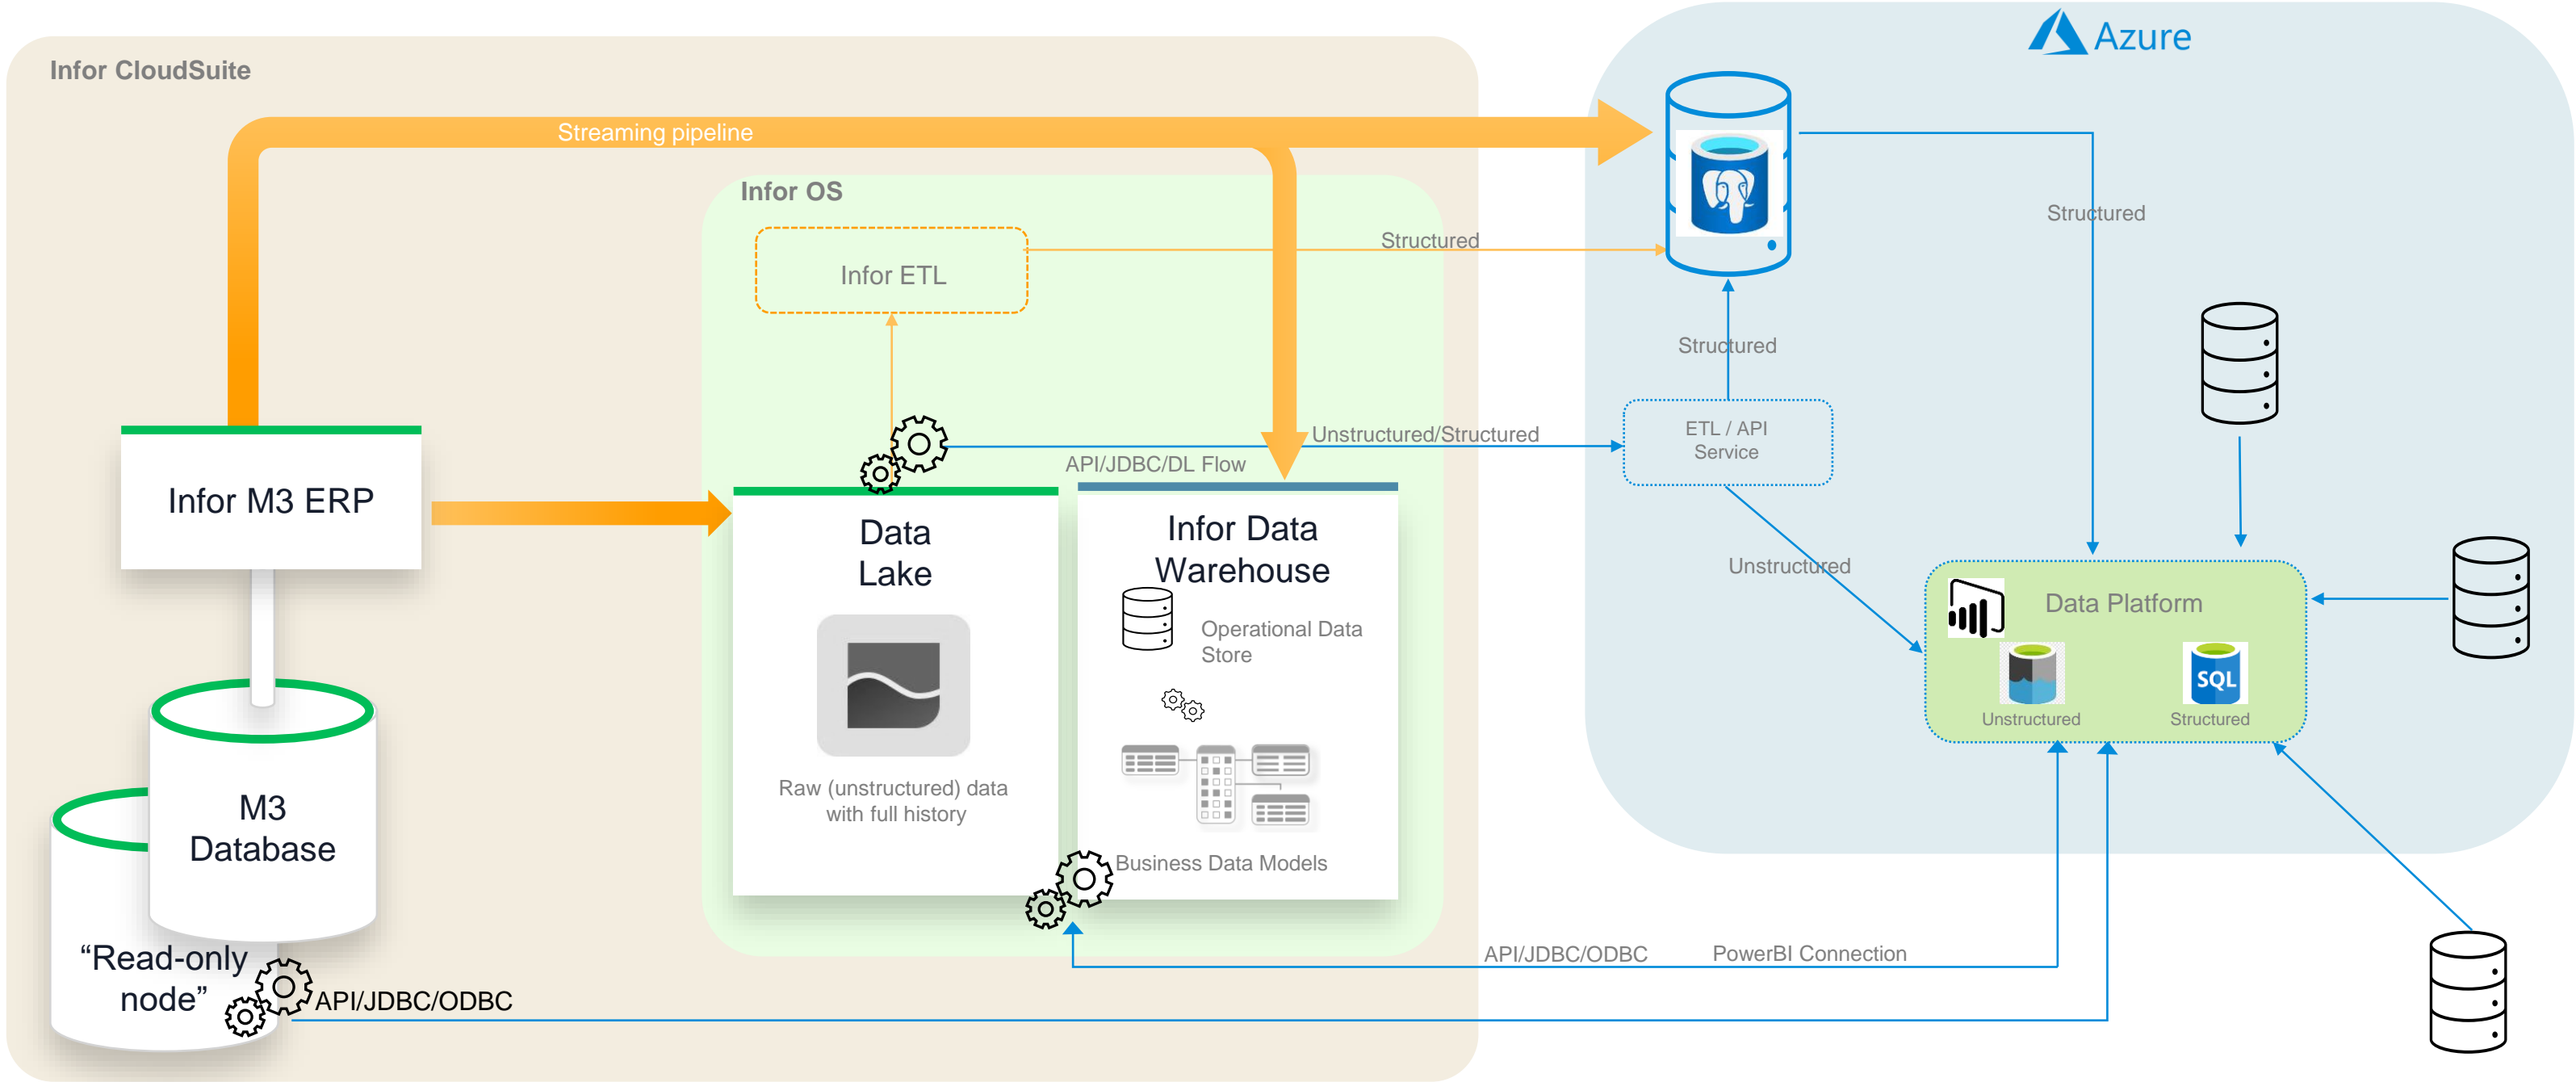 Azure
Infor CloudSuite
Streaming pipeline
Infor OS
Structured
Structured
Infor ETL
Structured
Unstructured/Structured
ETL / API
Service
API/JDBC/DL Flow
Infor M3 ERP
Data
Lake
Infor Data
Warehouse
Unstructured
Data Platform
Operational Data
Store
SQL
Unstructured
Structured
Raw (unstructured) data
with full history
M3
Database
Business Data Models
“Read-only
node”
API/JDBC/ODBC
PowerBI Connection
API/JDBC/ODBC